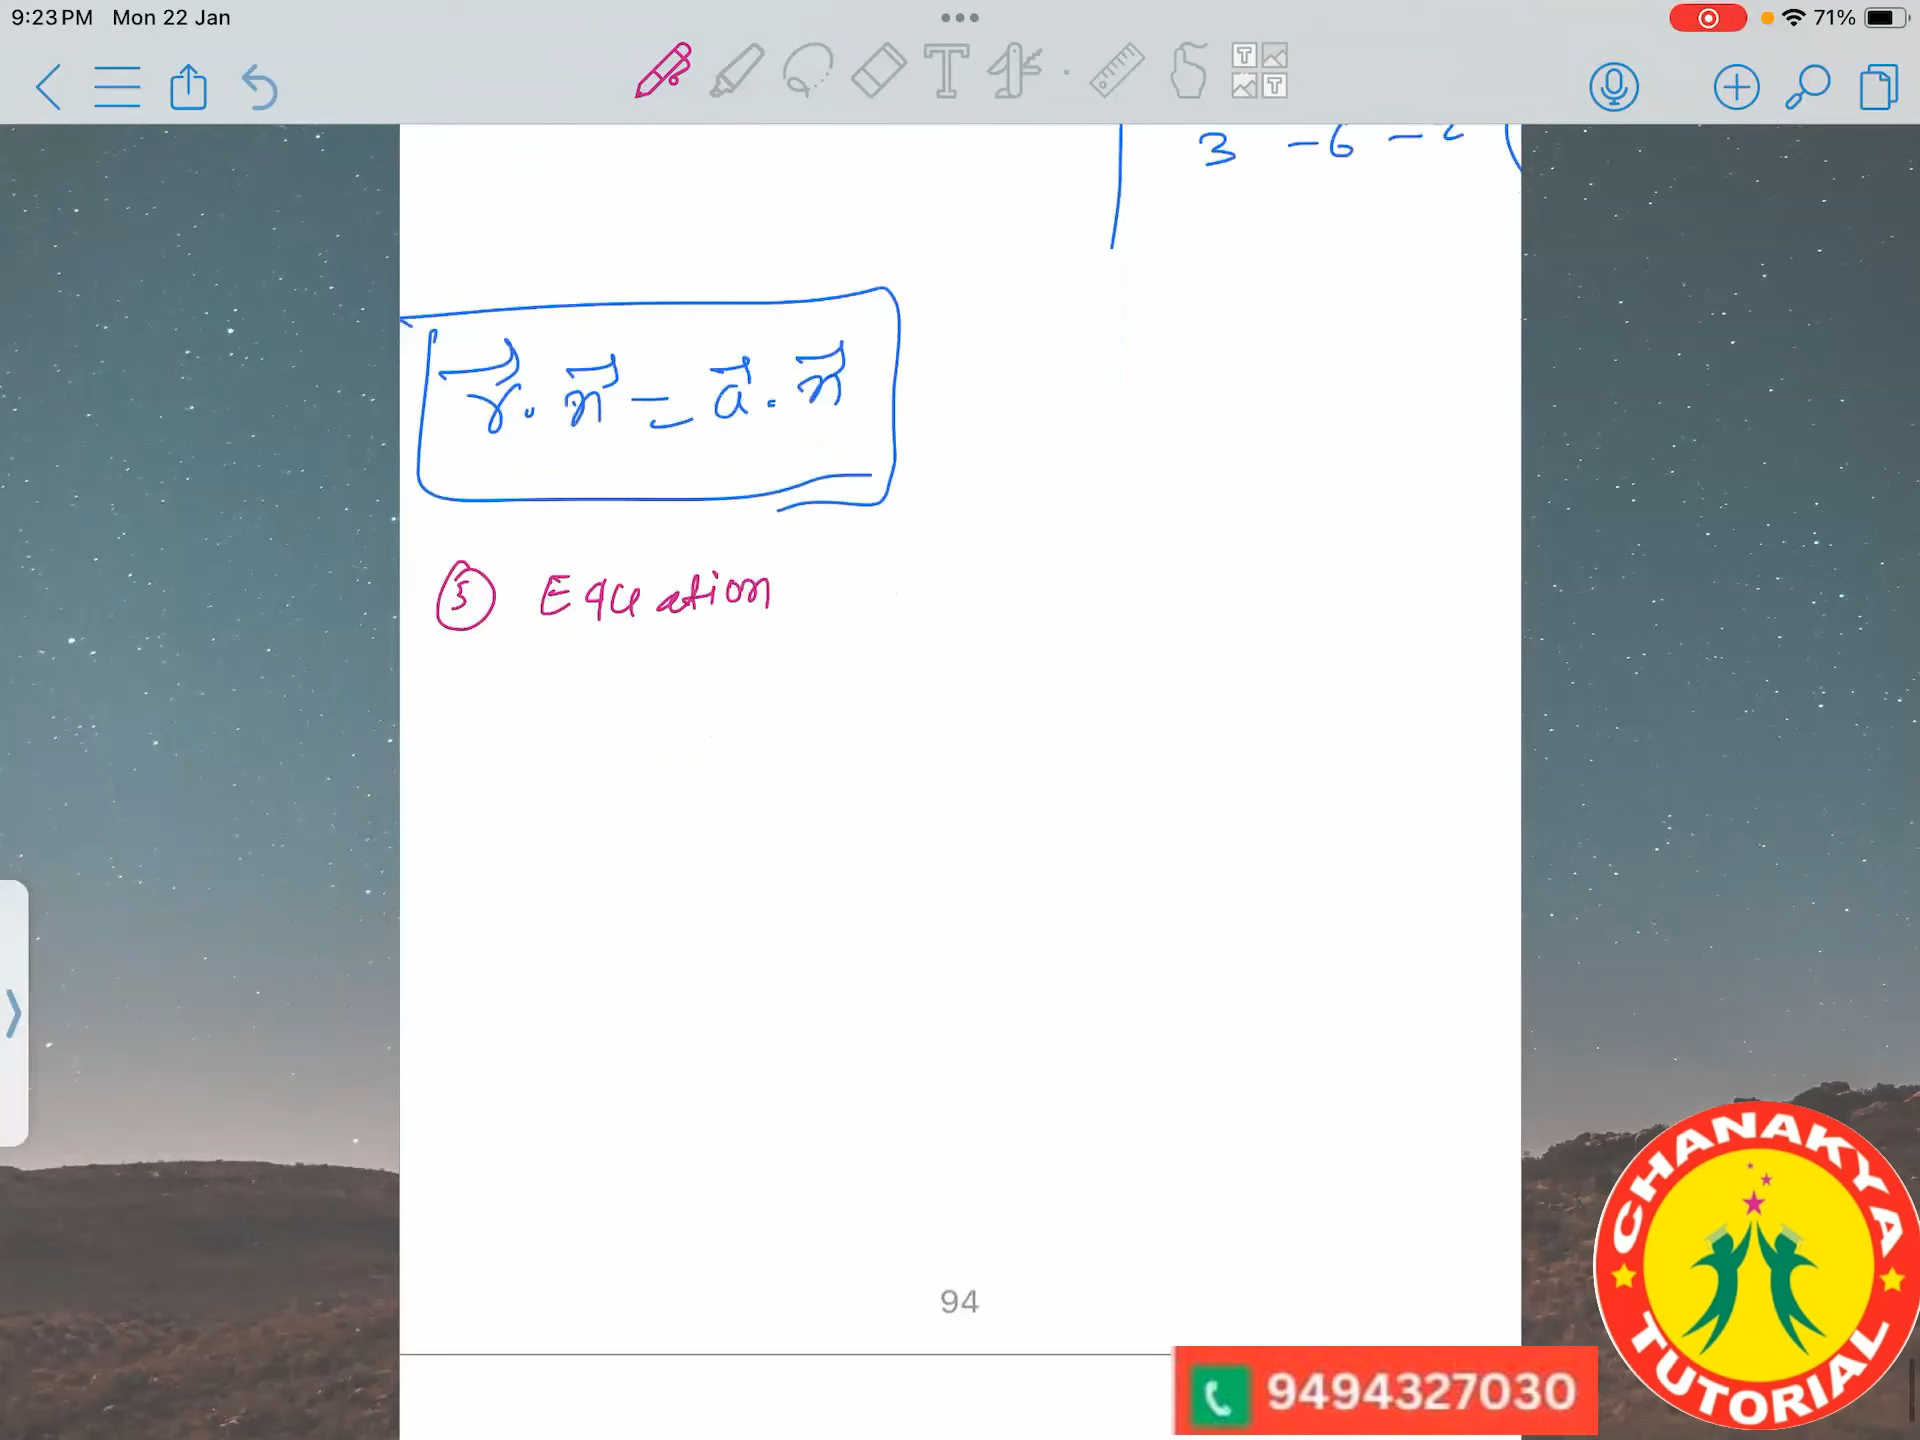 9:23 PM Mon 22 Jan
71%
3 -6 -2
r⃗ . n⃗ = a⃗ . n⃗
⑤ Equation
94
CHANAKYA
TUTORIAL
9494327030